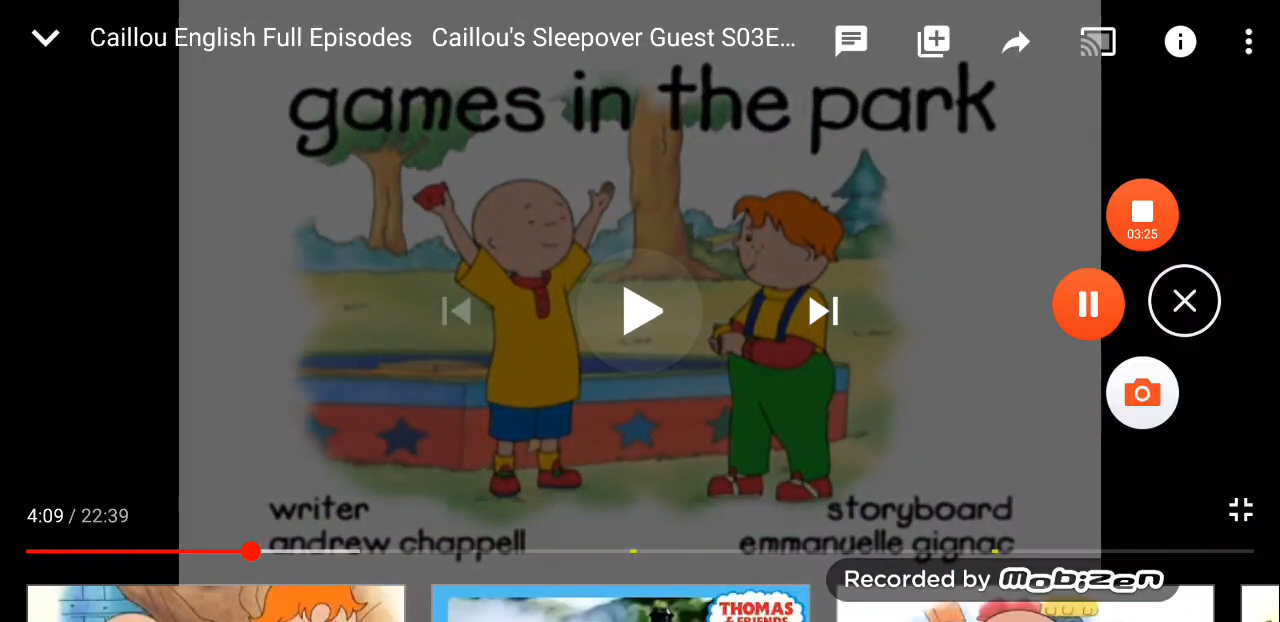 Caillou English Full Episodes Caillou's Sleepover Guest S03E...
games in the park
03:25
writer
andrew chappell
storyboard
emmanuelle gignac
4:09 / 22:39
Recorded by mobizen
THOMAS
& FRIENDS